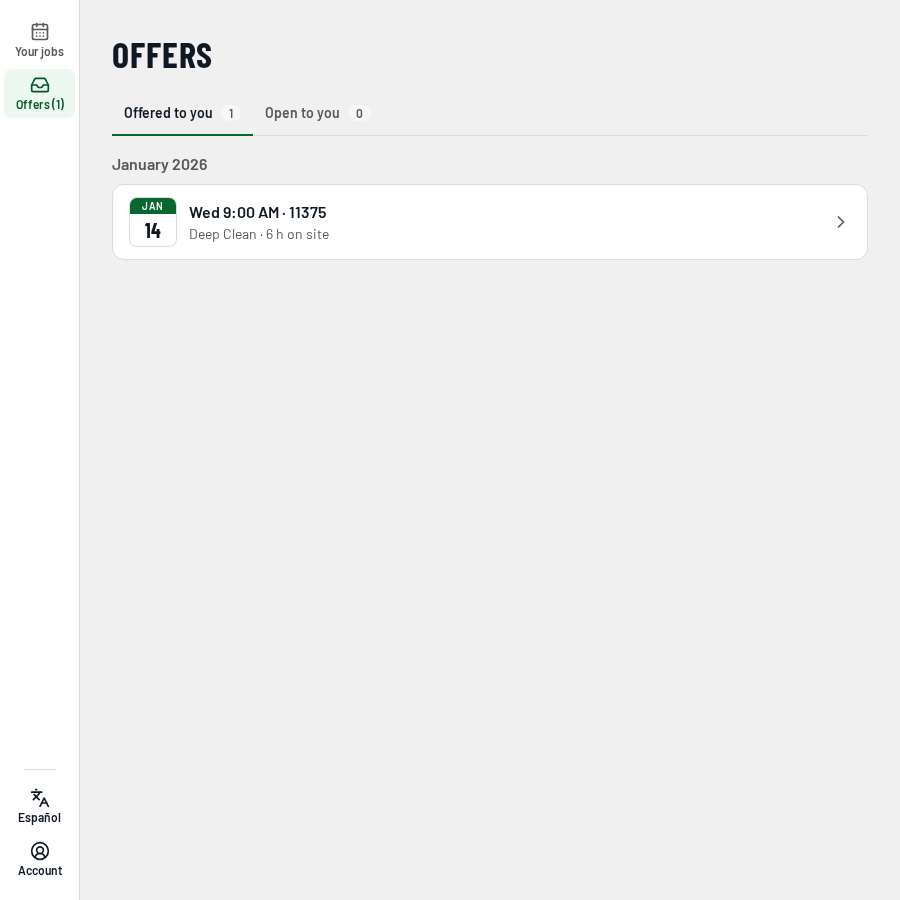 Your jobs
Offers (1)
OFFERS
Offered to you 1
Open to you 0
January 2026
JAN
14
Wed 9:00 AM · 11375
Deep Clean · 6 h on site
Español
Account